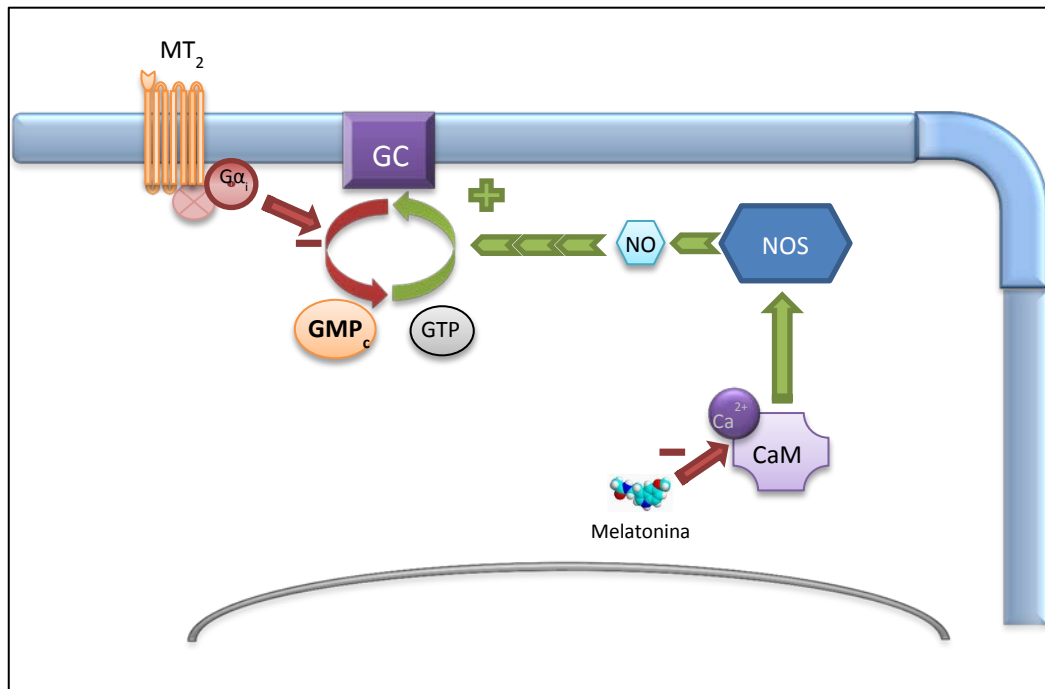 MT2
GC
Gαi
NO
NOS
GMPc
GTP
Ca2+
CaM
Melatonina